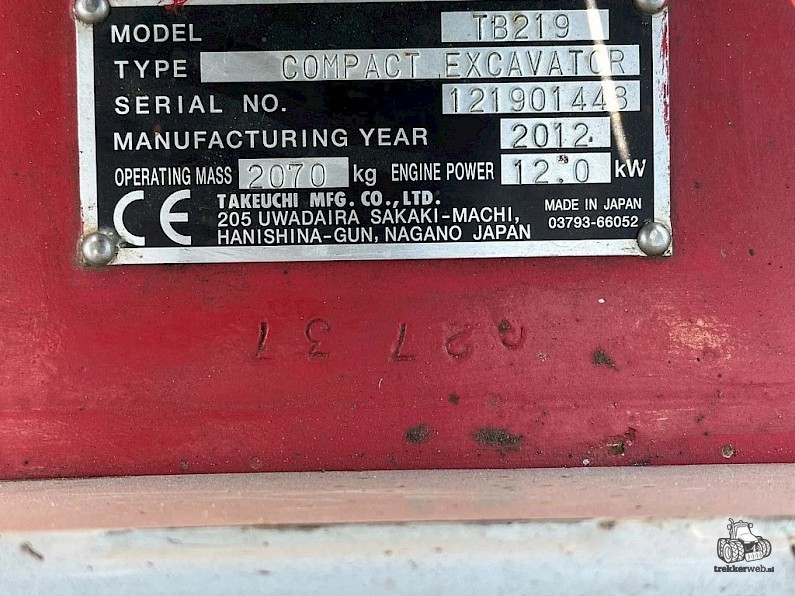 MODEL TB219
TYPE COMPACT EXCAVATOR
SERIAL NO. 121901443
MANUFACTURING YEAR 2012.
OPERATING MASS 2070 kg ENGINE POWER 12.0 kW
CE
TAKEUCHI MFG. CO., LTD.
205 UWADAIRA SAKAKI-MACHI,
HANISHINA-GUN, NAGANO JAPAN
MADE IN JAPAN
03793-66052
trekkerweb.nl